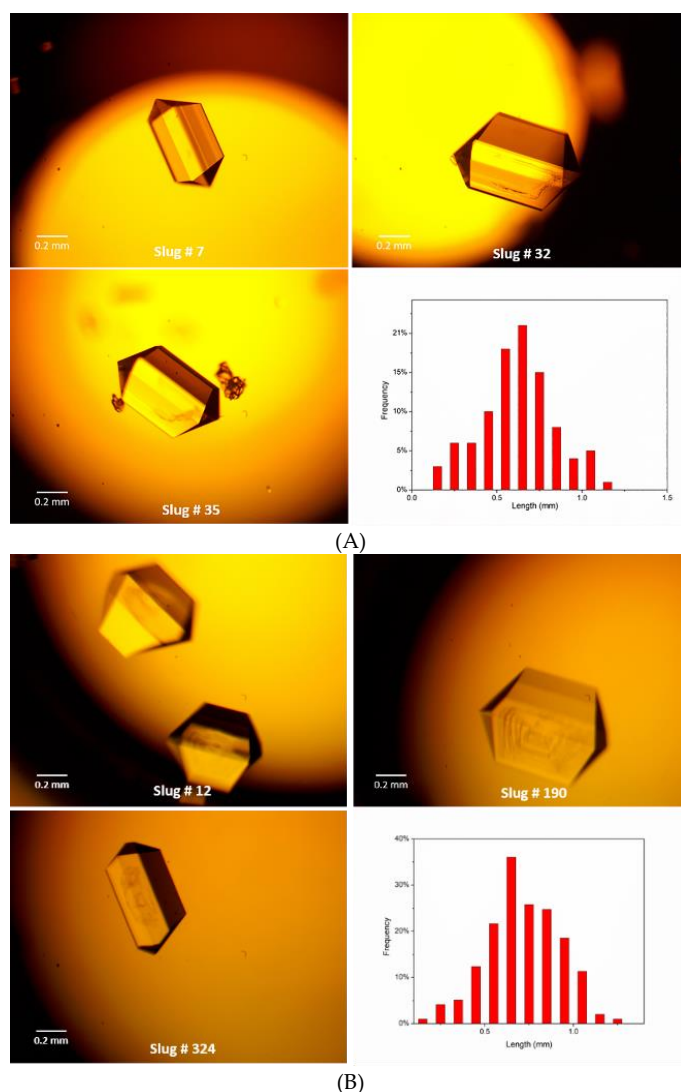 0.2 mm
Slug # 7
0.2 mm
Slug # 32
0.2 mm
Slug # 35
21%
15%
10%
5%
0%
Frequency
0.0
0.5
1.0
1.5
Length (mm)
(A)
0.2 mm
Slug # 12
0.2 mm
Slug # 190
0.2 mm
Slug # 324
40%
30%
20%
10%
0%
Frequency
0.5
1.0
Length (mm)
(B)